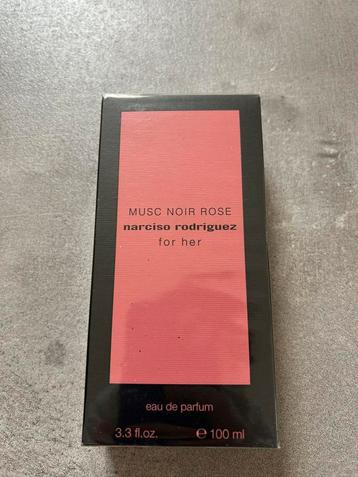 MUSC NOIR ROSE
narciso rodriguez
for her
eau de parfum
3.3 fl.oz. ℮ 100 ml